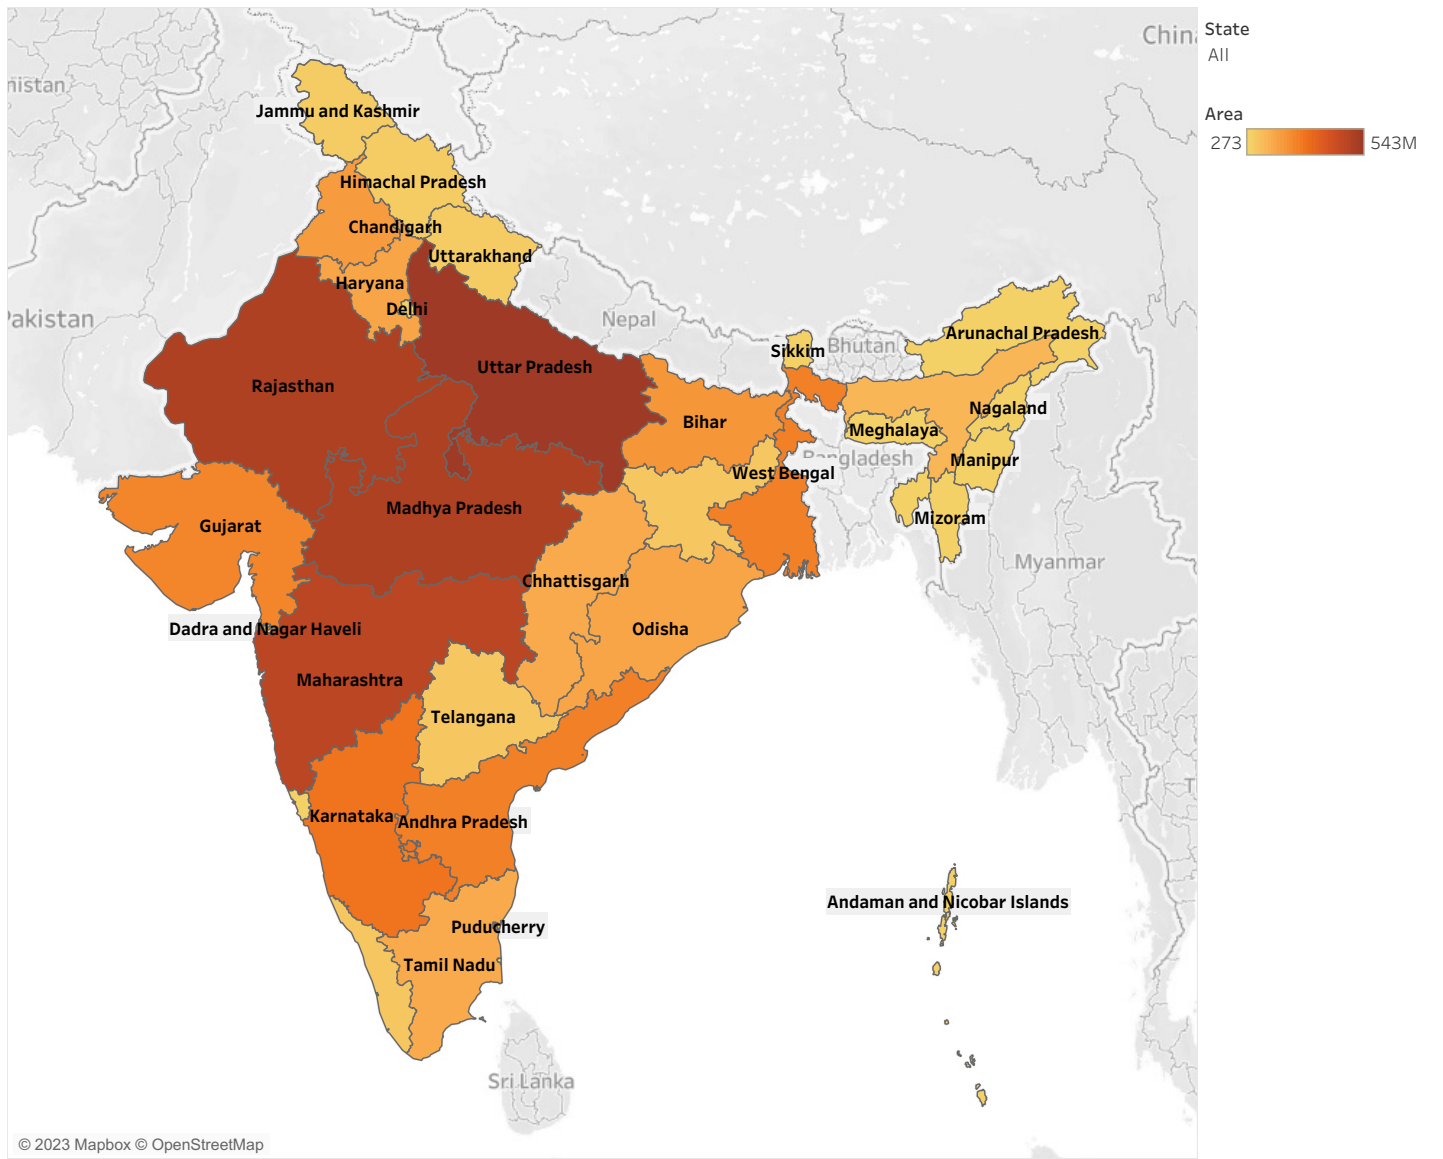 China
State
All
nistan
Jammu and Kashmir
Area
273
543M
Himachal Pradesh
Chandigarh
Uttarakhand
Haryana
Delhi
Pakistan
Nepal
Arunachal Pradesh
Sikkim
Bhutan
Uttar Pradesh
Rajasthan
Nagaland
Bihar
Meghalaya
Bangladesh
Manipur
West Bengal
Madhya Pradesh
Mizoram
Gujarat
Myanmar
Chhattisgarh
Dadra and Nagar Haveli
Odisha
Maharashtra
Telangana
T
Karnataka
Andhra Pradesh
Andaman and Nicobar Islands
Puducherry
Tamil Nadu
Sri Lanka
© 2023 Mapbox © OpenStreetMap